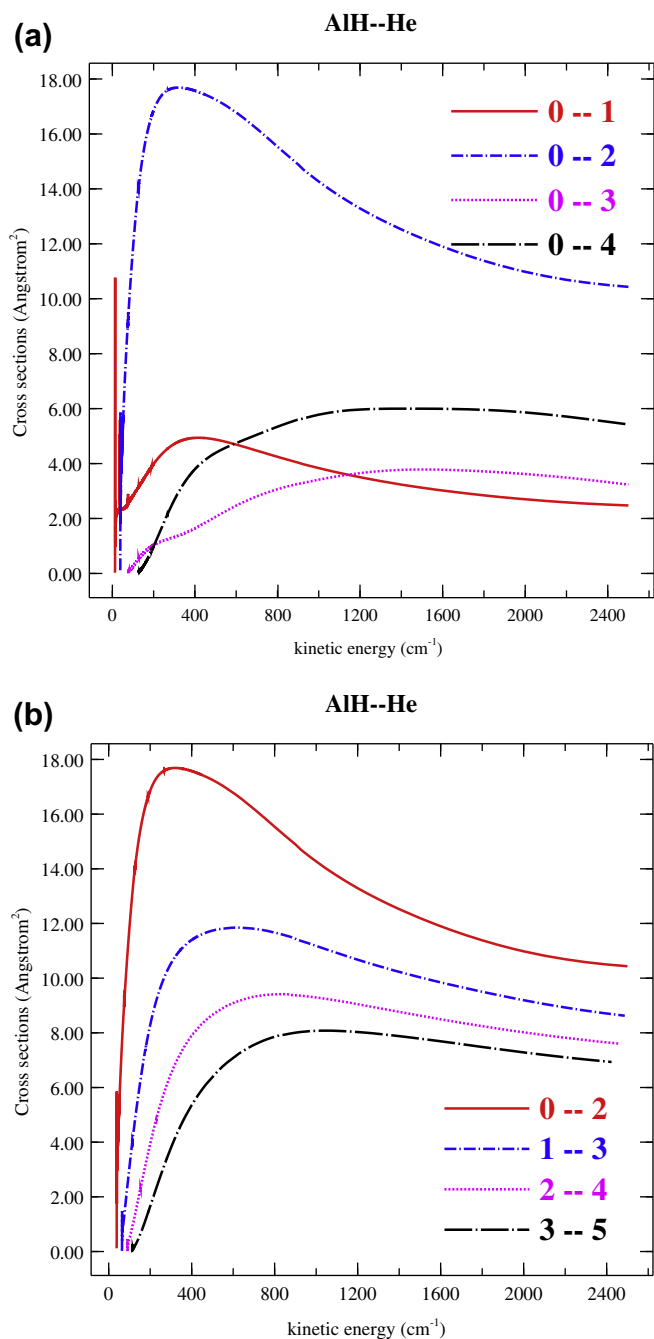 (a)
AlH--He
18.00
16.00
14.00
12.00
10.00
8.00
6.00
4.00
2.00
0.00
Cross sections (Angstrom²)
0 -- 1
0 -- 2
0 -- 3
0 -- 4
0 400 800 1200 1600 2000 2400
kinetic energy (cm⁻¹)
(b)
AlH--He
18.00
16.00
14.00
12.00
10.00
8.00
6.00
4.00
2.00
0.00
Cross sections (Angstrom²)
0 -- 2
1 -- 3
2 -- 4
3 -- 5
0 400 800 1200 1600 2000 2400
kinetic energy (cm⁻¹)